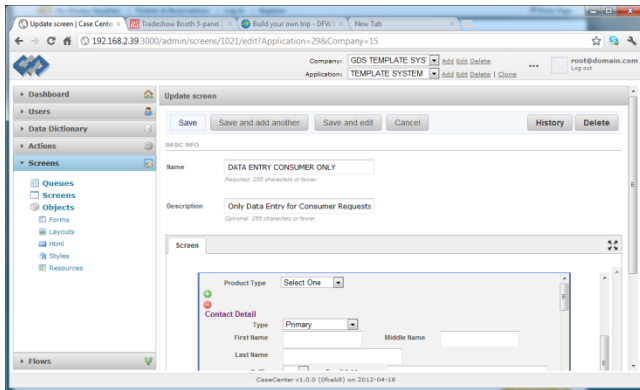 Update screen | Case Cente
Tradeshow Booth 3-panel |
Build your own trip - DFW t
New Tab
192.168.2.39:3000/admin/screens/1021/edit?Application=29&Company=15
Company: GDS TEMPLATE SYS Add Edit Delete
Application: TEMPLATE SYSTEM Add Edit Delete | Clone
...
root@domain.com
Log out
Dashboard
Users
Data Dictionary
Actions
Screens
Queues
Screens
Objects
Forms
Layouts
Html
Styles
Resources
Flows
Update screen
Save Save and add another Save and edit Cancel History Delete
BASIC INFO
Name DATA ENTRY CONSUMER ONLY
Required. 255 characters or fewer.
Description Only Data Entry for Consumer Requests
Optional. 255 characters or fewer.
Screen
Product Type Select One
Contact Detail
Type Primary
First Name Middle Name
Last Name
CaseCenter v1.0.0 (0fcab8) on 2012-04-18